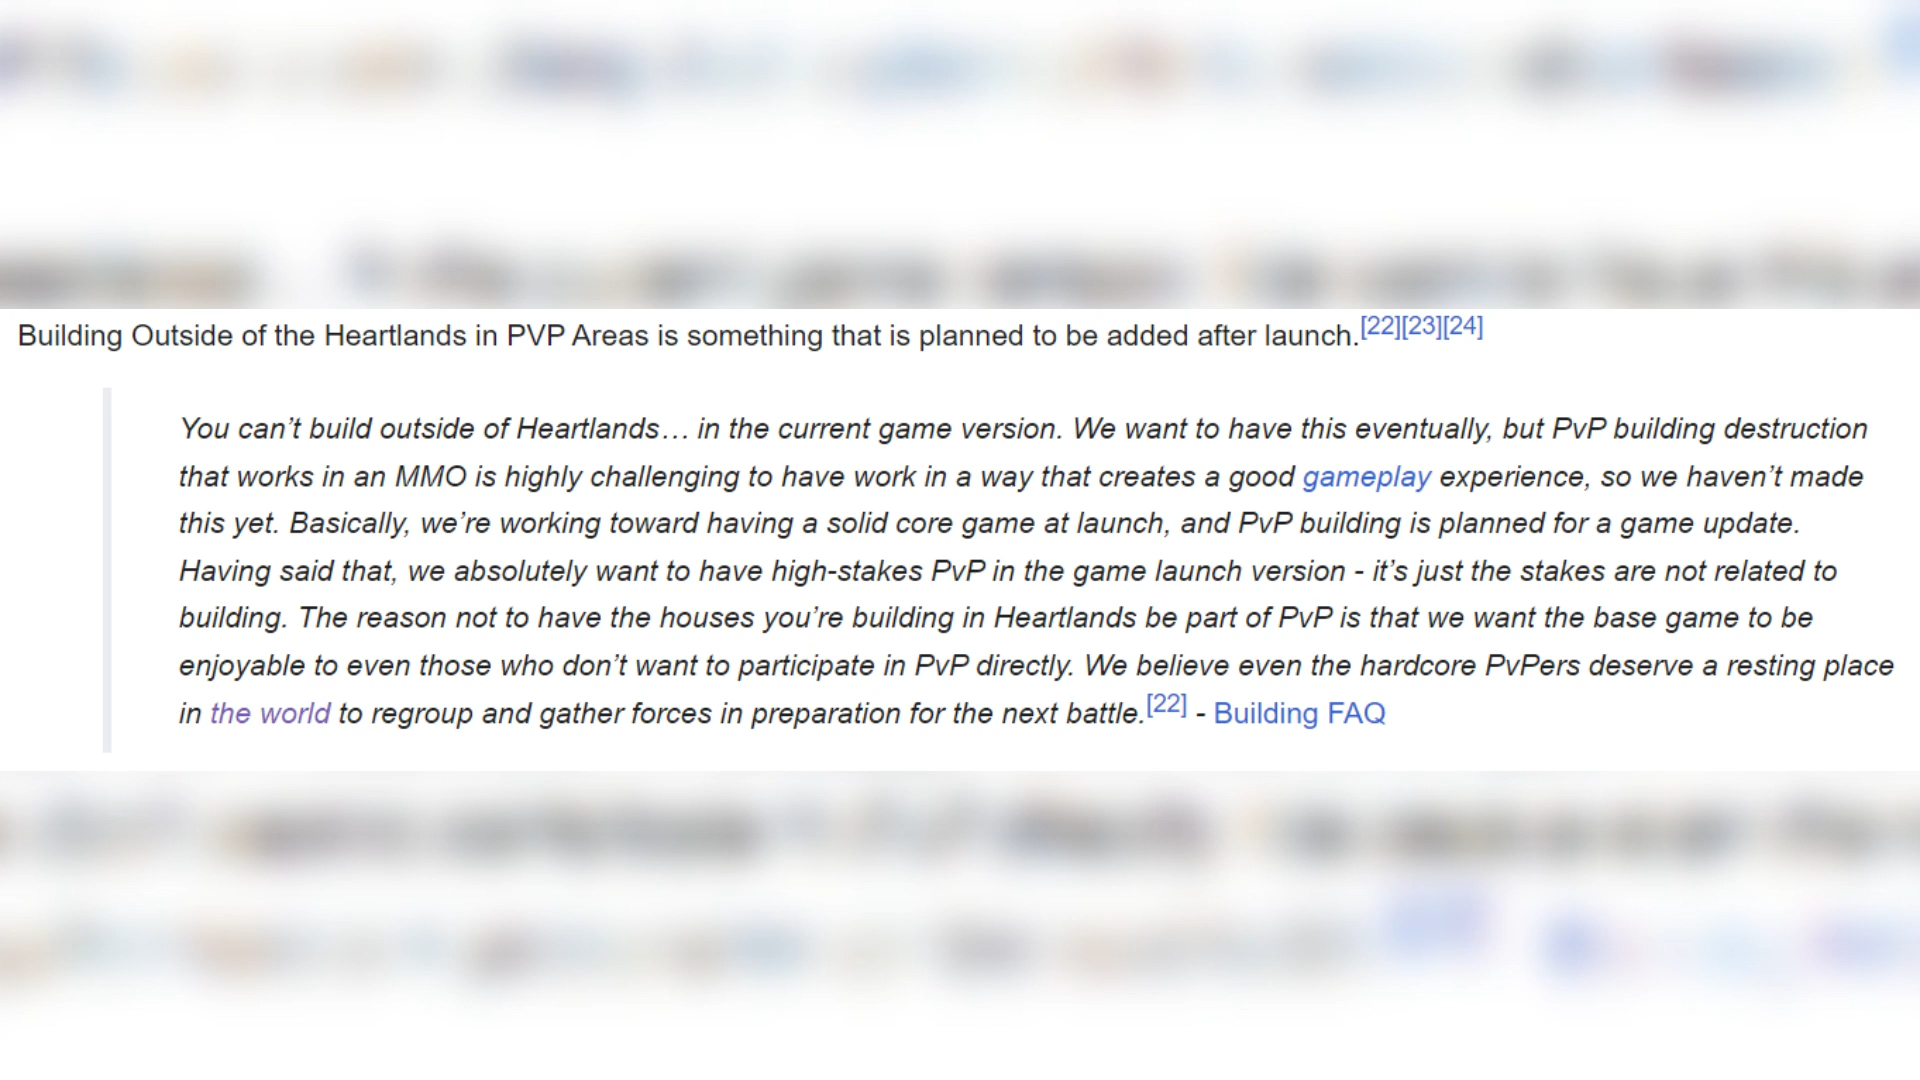 Building Outside of the Heartlands in PVP Areas is something that is planned to be added after launch.[22][23][24]
You can’t build outside of Heartlands… in the current game version. We want to have this eventually, but PvP building destruction
that works in an MMO is highly challenging to have work in a way that creates a good gameplay experience, so we haven’t made
this yet. Basically, we’re working toward having a solid core game at launch, and PvP building is planned for a game update.
Having said that, we absolutely want to have high-stakes PvP in the game launch version - it’s just the stakes are not related to
building. The reason not to have the houses you’re building in Heartlands be part of PvP is that we want the base game to be
enjoyable to even those who don’t want to participate in PvP directly. We believe even the hardcore PvPers deserve a resting place
in the world to regroup and gather forces in preparation for the next battle.[22] - Building FAQ